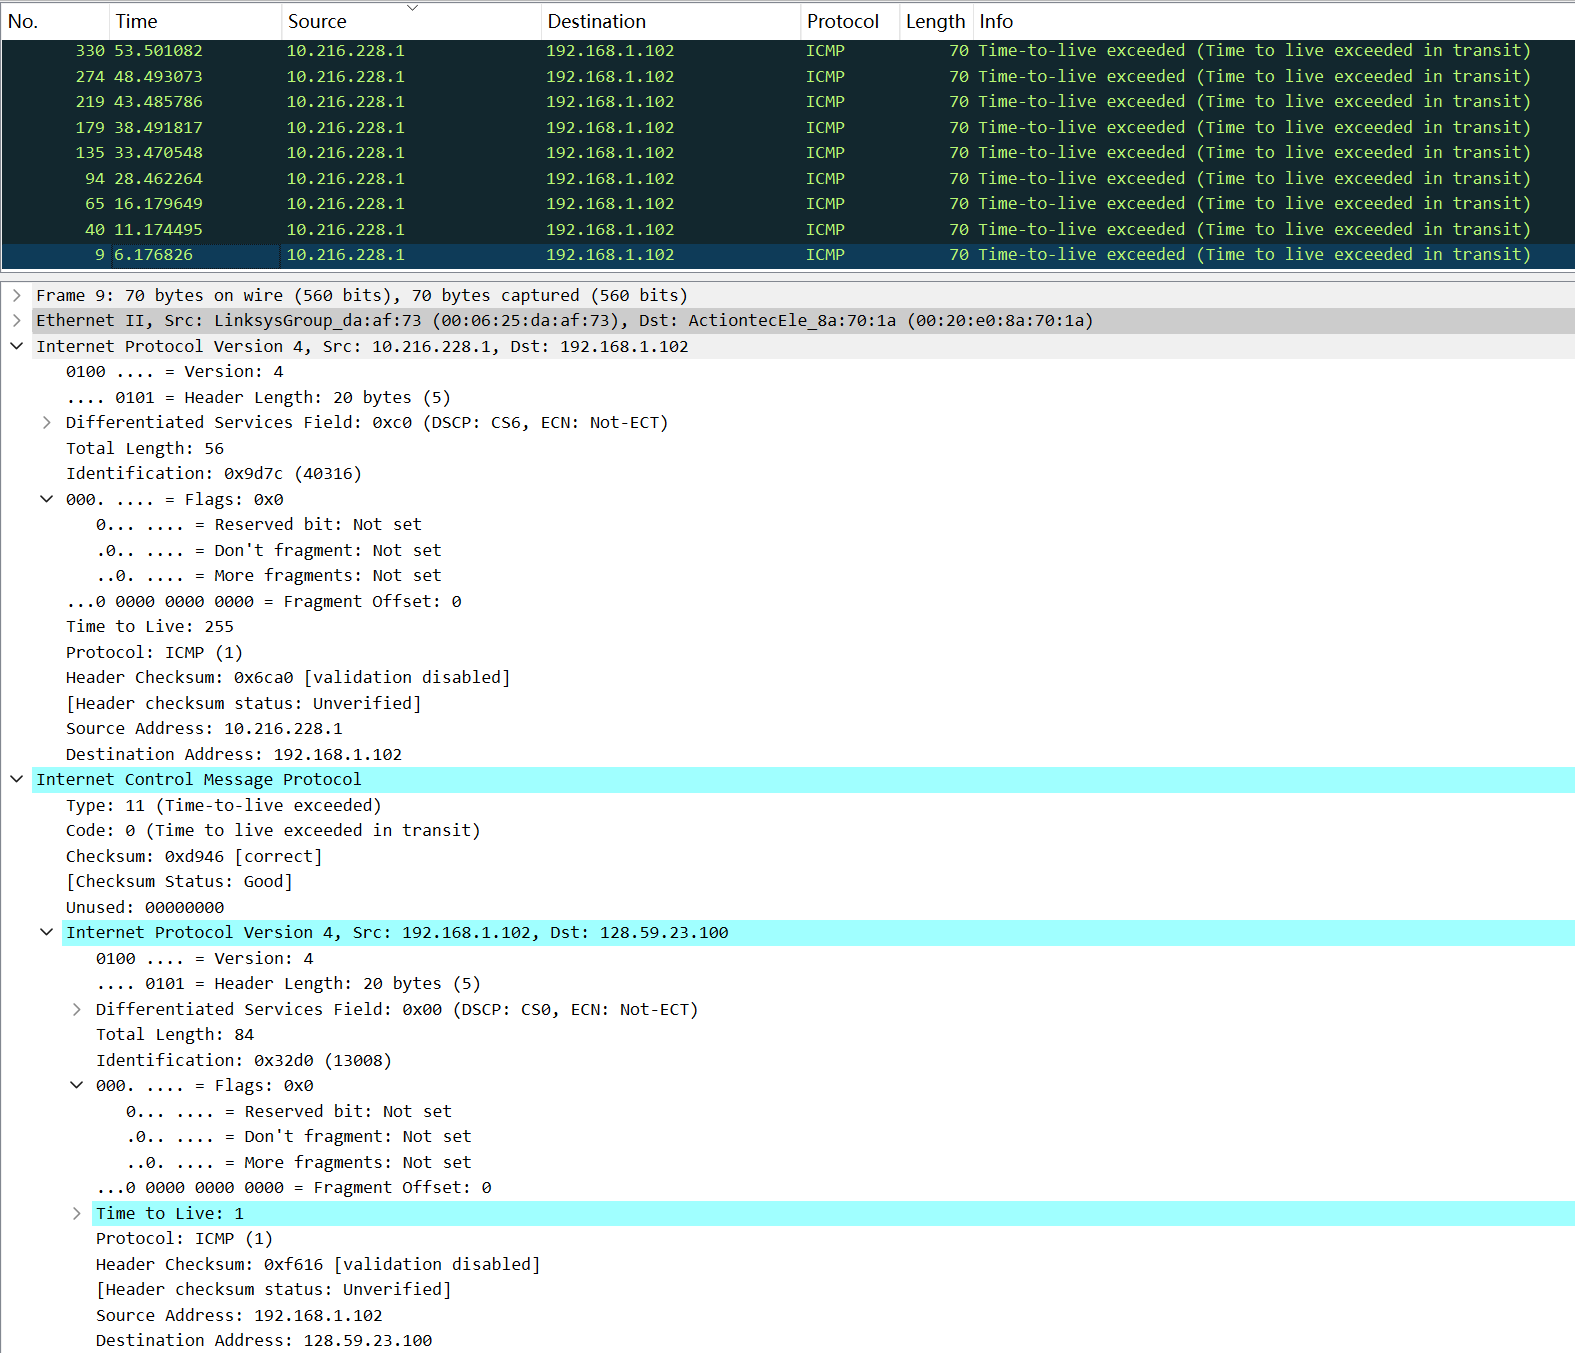 No. Time Source Destination Protocol Length Info
330 53.501082 10.216.228.1 192.168.1.102 ICMP 70 Time-to-live exceeded (Time to live exceeded in transit)
274 48.493073 10.216.228.1 192.168.1.102 ICMP 70 Time-to-live exceeded (Time to live exceeded in transit)
219 43.485786 10.216.228.1 192.168.1.102 ICMP 70 Time-to-live exceeded (Time to live exceeded in transit)
179 38.491817 10.216.228.1 192.168.1.102 ICMP 70 Time-to-live exceeded (Time to live exceeded in transit)
135 33.470548 10.216.228.1 192.168.1.102 ICMP 70 Time-to-live exceeded (Time to live exceeded in transit)
94 28.462264 10.216.228.1 192.168.1.102 ICMP 70 Time-to-live exceeded (Time to live exceeded in transit)
65 16.179649 10.216.228.1 192.168.1.102 ICMP 70 Time-to-live exceeded (Time to live exceeded in transit)
40 11.174495 10.216.228.1 192.168.1.102 ICMP 70 Time-to-live exceeded (Time to live exceeded in transit)
9 6.176826 10.216.228.1 192.168.1.102 ICMP 70 Time-to-live exceeded (Time to live exceeded in transit)
Frame 9: 70 bytes on wire (560 bits), 70 bytes captured (560 bits)
Ethernet II, Src: LinksysGroup_da:af:73 (00:06:25:da:af:73), Dst: ActiontecEle_8a:70:1a (00:20:e0:8a:70:1a)
Internet Protocol Version 4, Src: 10.216.228.1, Dst: 192.168.1.102
0100 .... = Version: 4
.... 0101 = Header Length: 20 bytes (5)
Differentiated Services Field: 0xc0 (DSCP: CS6, ECN: Not-ECT)
Total Length: 56
Identification: 0x9d7c (40316)
000. .... = Flags: 0x0
0... .... = Reserved bit: Not set
.0.. .... = Don't fragment: Not set
..0. .... = More fragments: Not set
...0 0000 0000 0000 = Fragment Offset: 0
Time to Live: 255
Protocol: ICMP (1)
Header Checksum: 0x6ca0 [validation disabled]
[Header checksum status: Unverified]
Source Address: 10.216.228.1
Destination Address: 192.168.1.102
Internet Control Message Protocol
Type: 11 (Time-to-live exceeded)
Code: 0 (Time to live exceeded in transit)
Checksum: 0xd946 [correct]
[Checksum Status: Good]
Unused: 00000000
Internet Protocol Version 4, Src: 192.168.1.102, Dst: 128.59.23.100
0100 .... = Version: 4
.... 0101 = Header Length: 20 bytes (5)
Differentiated Services Field: 0x00 (DSCP: CS0, ECN: Not-ECT)
Total Length: 84
Identification: 0x32d0 (13008)
000. .... = Flags: 0x0
0... .... = Reserved bit: Not set
.0.. .... = Don't fragment: Not set
..0. .... = More fragments: Not set
...0 0000 0000 0000 = Fragment Offset: 0
Time to Live: 1
Protocol: ICMP (1)
Header Checksum: 0xf616 [validation disabled]
[Header checksum status: Unverified]
Source Address: 192.168.1.102
Destination Address: 128.59.23.100